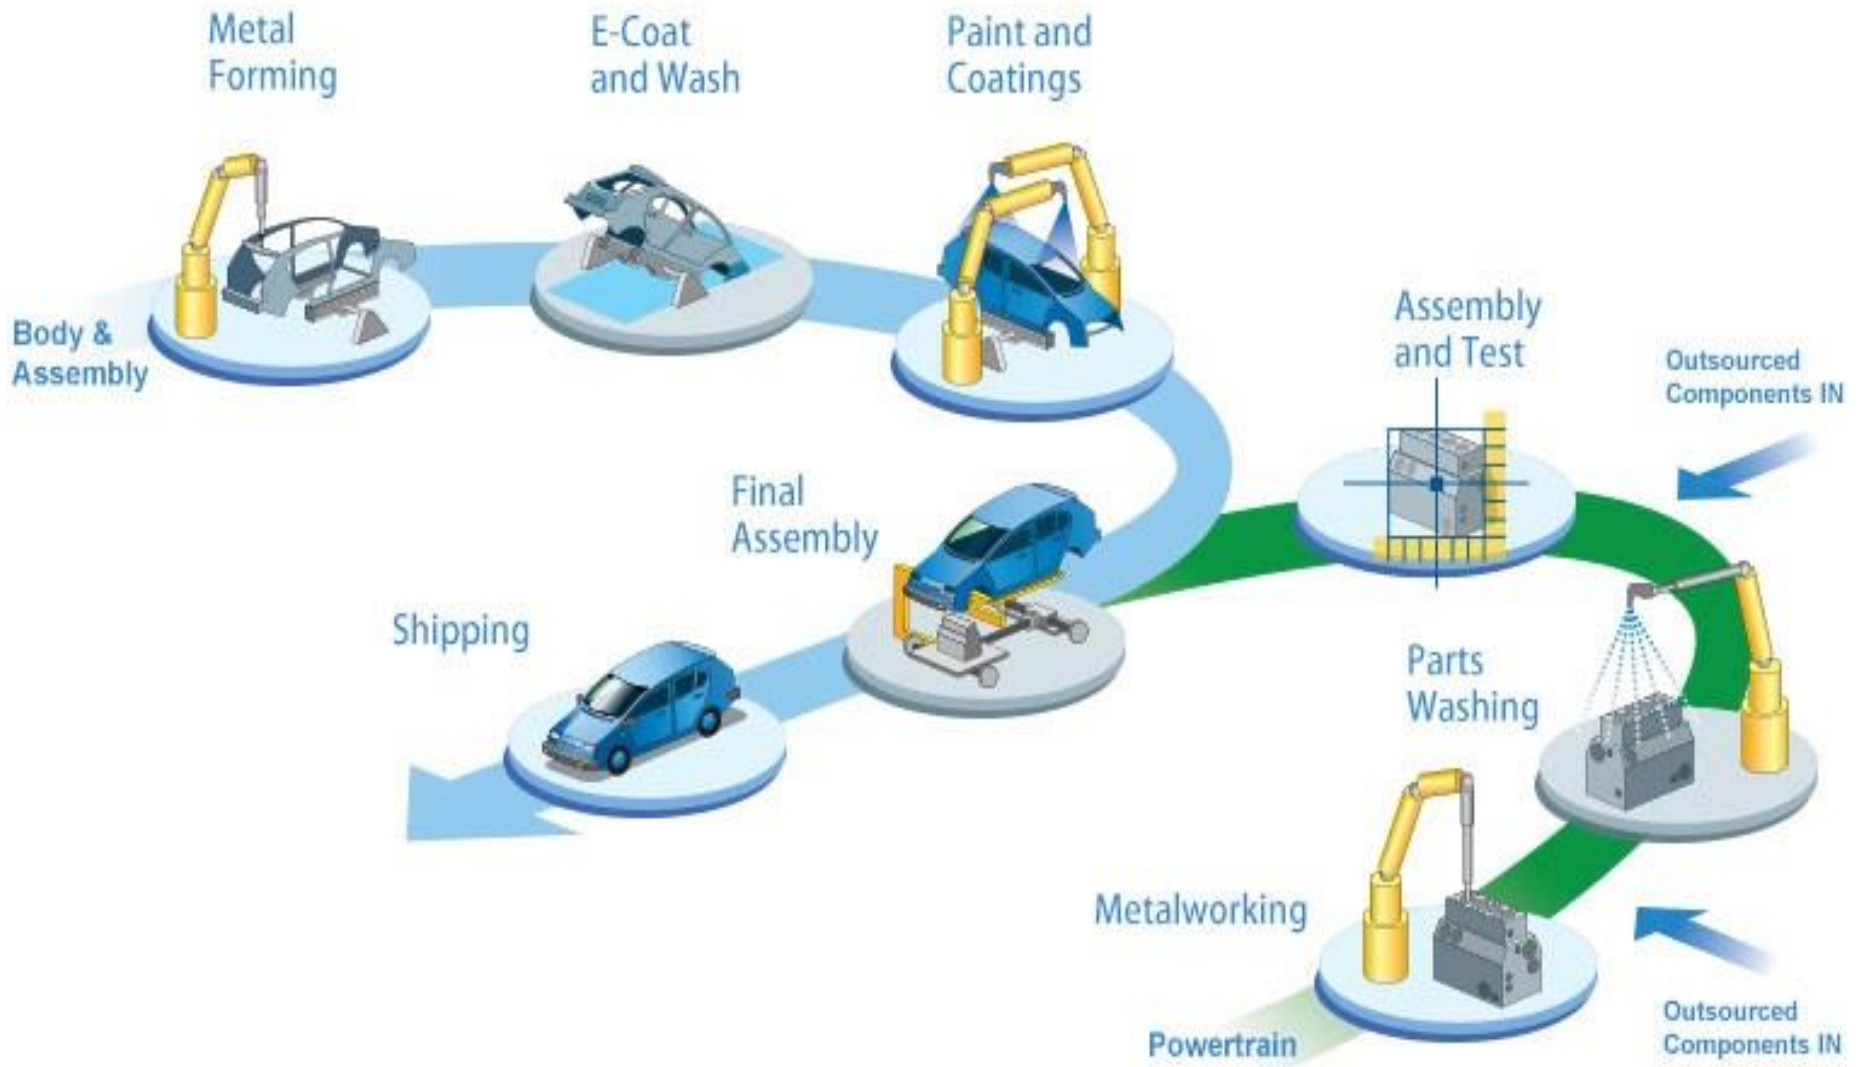 Metal
Forming
E-Coat
and Wash
Paint and
Coatings
Body &
Assembly
Assembly
and Test
Outsourced
Components IN
Final
Assembly
Shipping
Parts
Washing
Metalworking
Powertrain
Outsourced
Components IN